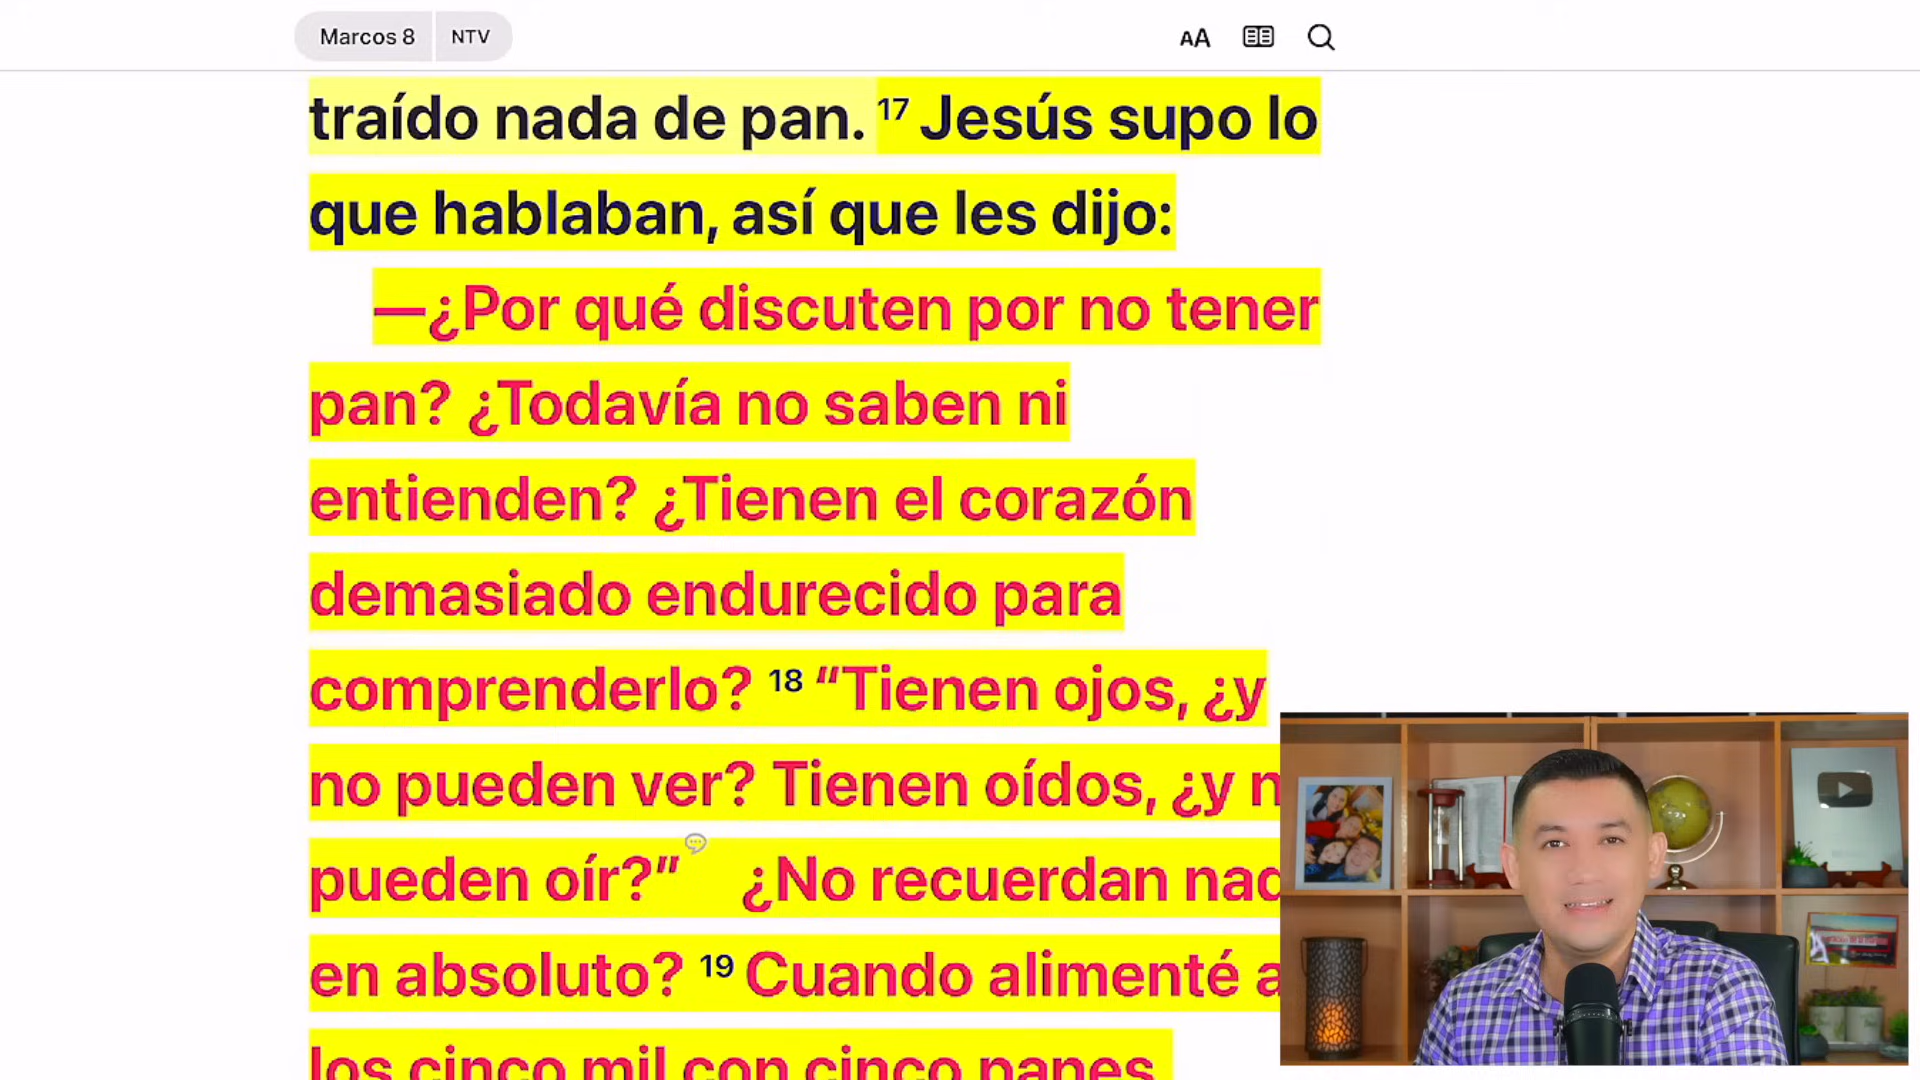 Marcos 8 NTV AA
traído nada de pan. 17 Jesús supo lo
que hablaban, así que les dijo:
—¿Por qué discuten por no tener
pan? ¿Todavía no saben ni
entienden? ¿Tienen el corazón
demasiado endurecido para
comprenderlo? 18 “Tienen ojos, ¿y
no pueden ver? Tienen oídos, ¿y n
pueden oír?” ¿No recuerdan nad
en absoluto? 19 Cuando alimenté a
los cinco mil con cinco panes